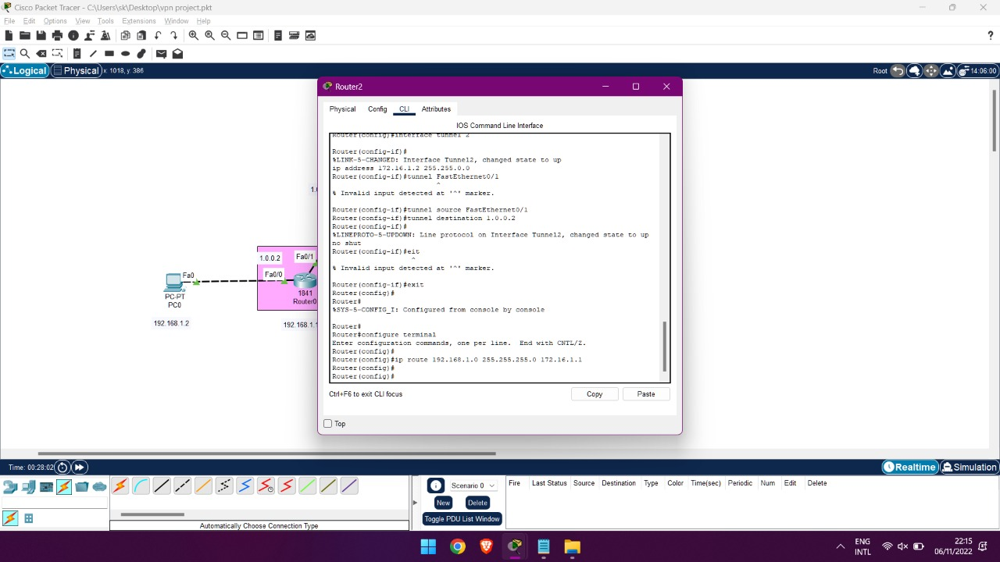 Cisco Packet Tracer - C:\Users\sk\Desktop\vpn project.pkt
File Edit Options View Tools Extensions Window Help
?
Logical Physical x: 1018, y: 386 Root 14:06:00
Router2
Physical Config CLI Attributes
IOS Command Line Interface
Router(config)#interface tunnel 2
Router(config-if)#
%LINK-5-CHANGED: Interface Tunnel2, changed state to up
ip address 172.16.1.2 255.255.0.0
Router(config-if)#tunnel FastEthernet0/1
^
% Invalid input detected at '^' marker.
Router(config-if)#tunnel source FastEthernet0/1
Router(config-if)#tunnel destination 1.0.0.2
Router(config-if)#
%LINEPROTO-5-UPDOWN: Line protocol on Interface Tunnel2, changed state to up
no shut
Router(config-if)#eit
^
% Invalid input detected at '^' marker.
Router(config-if)#exit
Router(config)#
Router#
%SYS-5-CONFIG_I: Configured from console by console
Router#
Router#configure terminal
Enter configuration commands, one per line.  End with CNTL/Z.
Router(config)#
Router(config)#ip route 192.168.1.0 255.255.255.0 172.16.1.1
Router(config)#
Router(config)#
Ctrl+F6 to exit CLI focus
Copy Paste
Top
1.0.0.2 Fa0/1
Fa0
Fa0/0
PC-PT
PC0
1841
Router0
192.168.1.2
192.168.1.1
Time: 00:28:02
Realtime Simulation
Scenario 0
New Delete
Toggle PDU List Window
Fire Last Status Source Destination Type Color Time(sec) Periodic Num Edit Delete
Automatically Choose Connection Type
ENG
INTL
22:15
06/11/2022